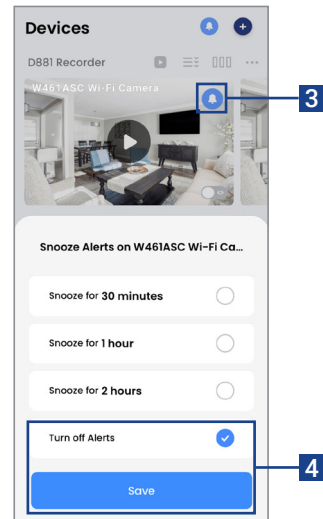 Devices
D881 Recorder
W461ASC Wi-Fi Camera
3
Snooze Alerts on W461ASC Wi-Fi Ca...
Snooze for 30 minutes
Snooze for 1 hour
Snooze for 2 hours
Turn off Alerts
4
Save